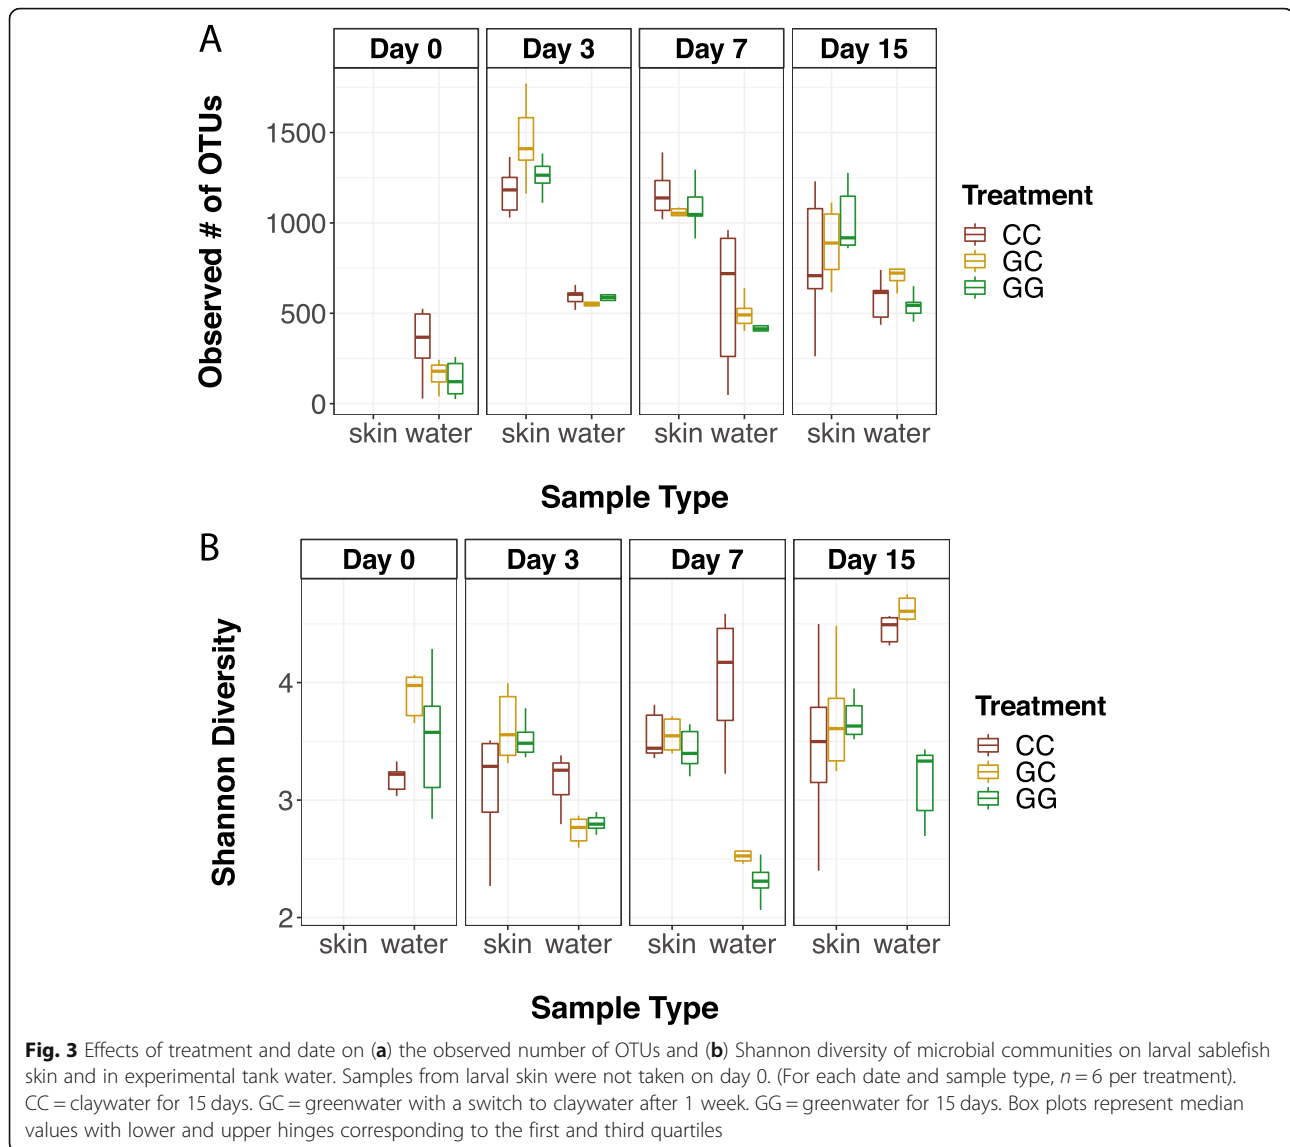 A
Day 0 Day 3 Day 7 Day 15
Observed # of OTUs
1500
1000
500
0
skin water skin water skin water skin water
Sample Type
Treatment
CC
GC
GG
B
Day 0 Day 3 Day 7 Day 15
Shannon Diversity
4
3
2
skin water skin water skin water skin water
Sample Type
Treatment
CC
GC
GG
Fig. 3 Effects of treatment and date on (a) the observed number of OTUs and (b) Shannon diversity of microbial communities on larval sablefish
skin and in experimental tank water. Samples from larval skin were not taken on day 0. (For each date and sample type, n = 6 per treatment).
CC = claywater for 15 days. GC = greenwater with a switch to claywater after 1 week. GG = greenwater for 15 days. Box plots represent median
values with lower and upper hinges corresponding to the first and third quartiles